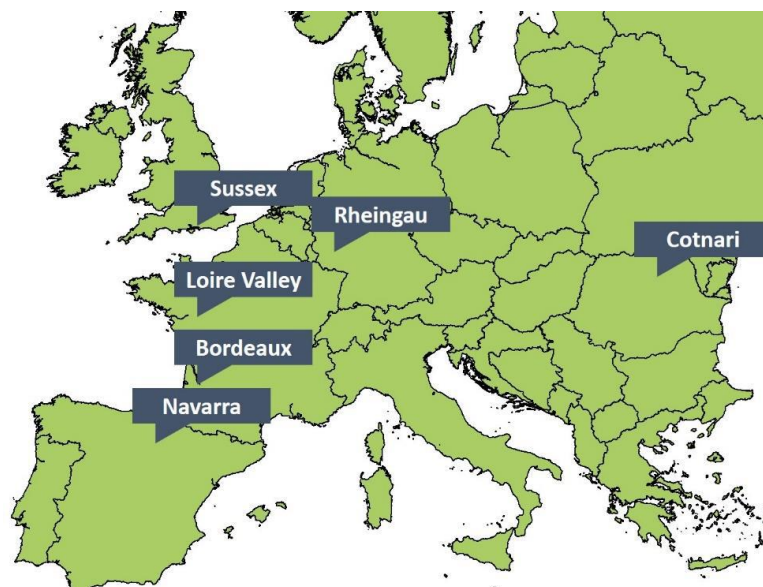 Sussex
Rheingau
Cotnari
Loire Valley
Bordeaux
Navarra